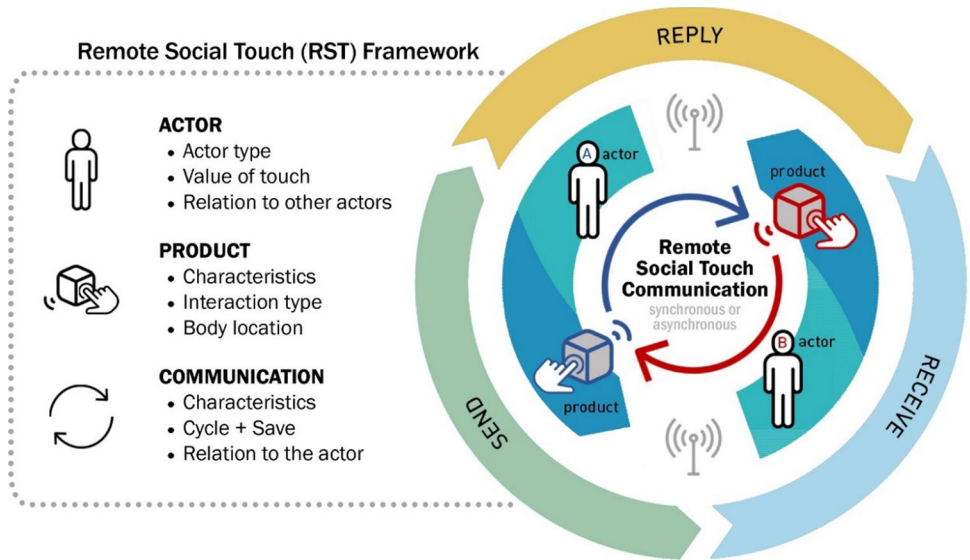 Remote Social Touch (RST) Framework
ACTOR
• Actor type
• Value of touch
• Relation to other actors
PRODUCT
• Characteristics
• Interaction type
• Body location
COMMUNICATION
• Characteristics
• Cycle + Save
• Relation to the actor
REPLY
A actor
product
Remote
Social Touch
Communication
synchronous or
asynchronous
B actor
product
SEND
RECEIVE